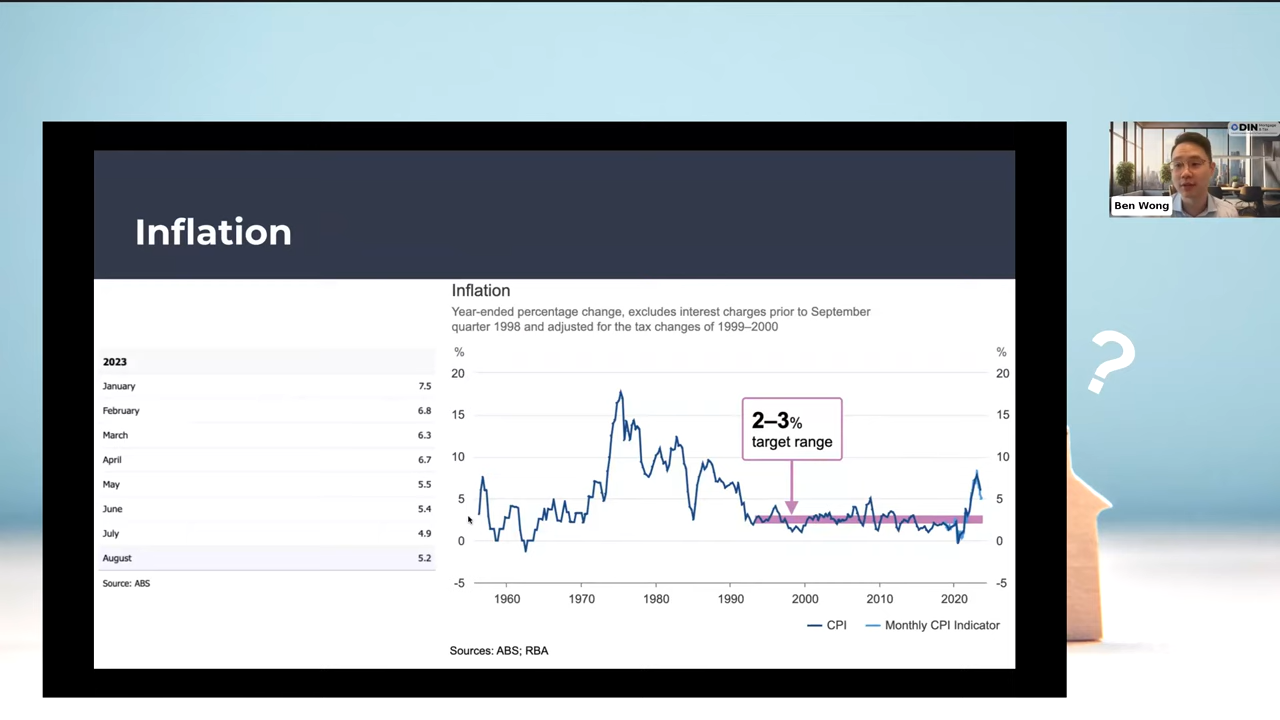 Inflation
2023
January 7.5
February 6.8
March 6.3
April 6.7
May 5.5
June 5.4
July 4.9
August 5.2
Source: ABS
Inflation
Year-ended percentage change, excludes interest charges prior to September
quarter 1998 and adjusted for the tax changes of 1999–2000
% %
20 20
15 15
10 10
5 5
0 0
-5 -5
2–3%
target range
1960 1970 1980 1990 2000 2010 2020
CPI Monthly CPI Indicator
Sources: ABS; RBA
DIN Mortgage
& Tax
Ben Wong
?